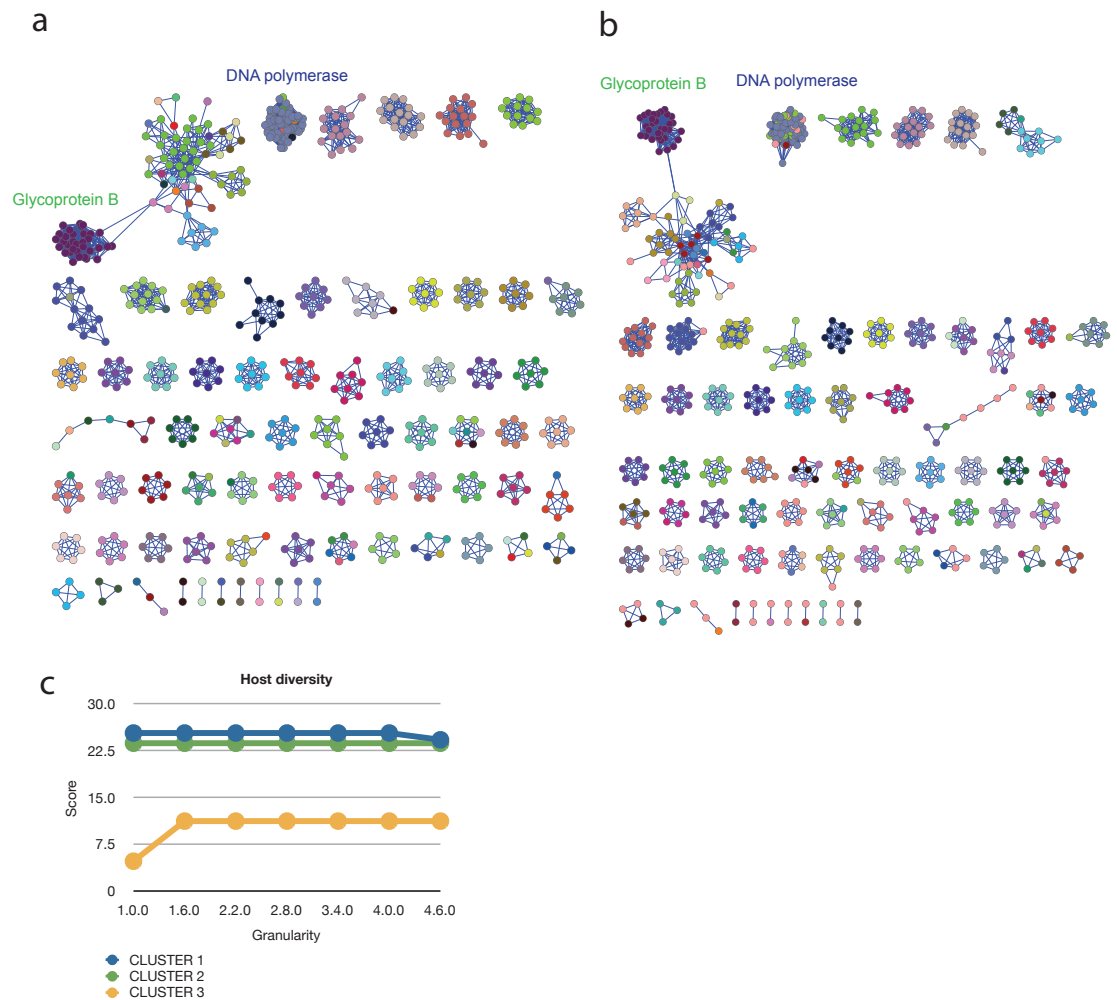 a
b
DNA polymerase
Glycoprotein B
Glycoprotein B
DNA polymerase
c
Host diversity
30.0
22.5
15.0
7.5
0
Score
1.0.0 1.6.0 2.2.0 2.8.0 3.4.0 4.0.0 4.6.0
Granularity
CLUSTER 1
CLUSTER 2
CLUSTER 3